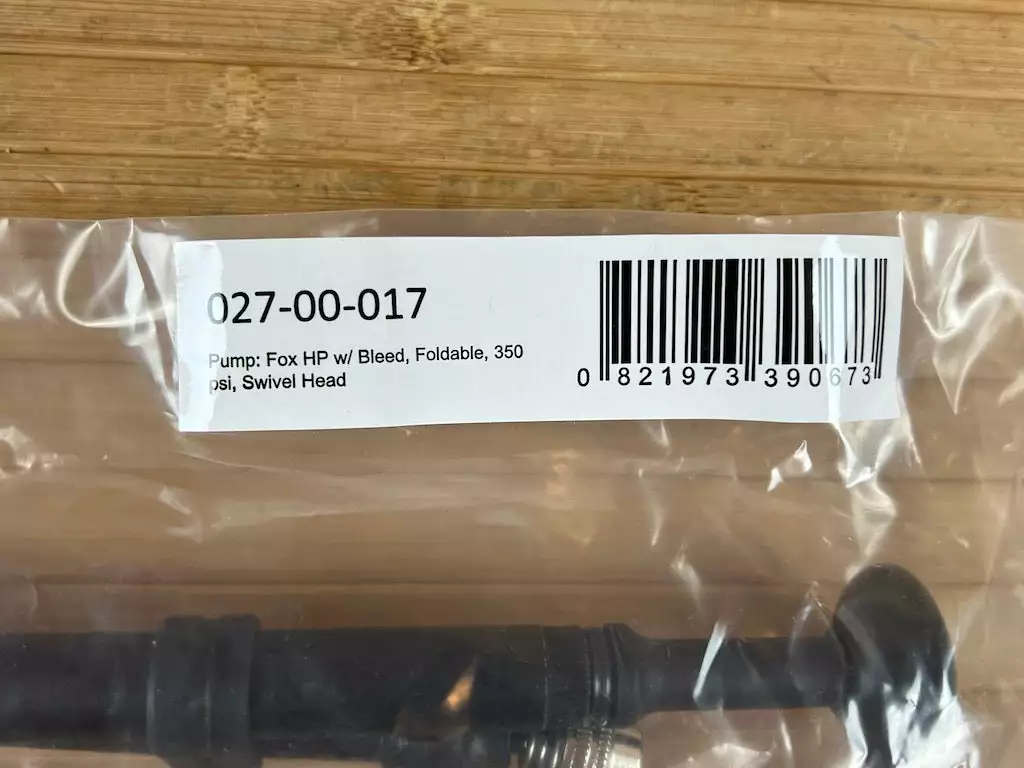 027-00-017
Pump: Fox HP w/ Bleed, Foldable, 350
psi, Swivel Head
0 821973 390673